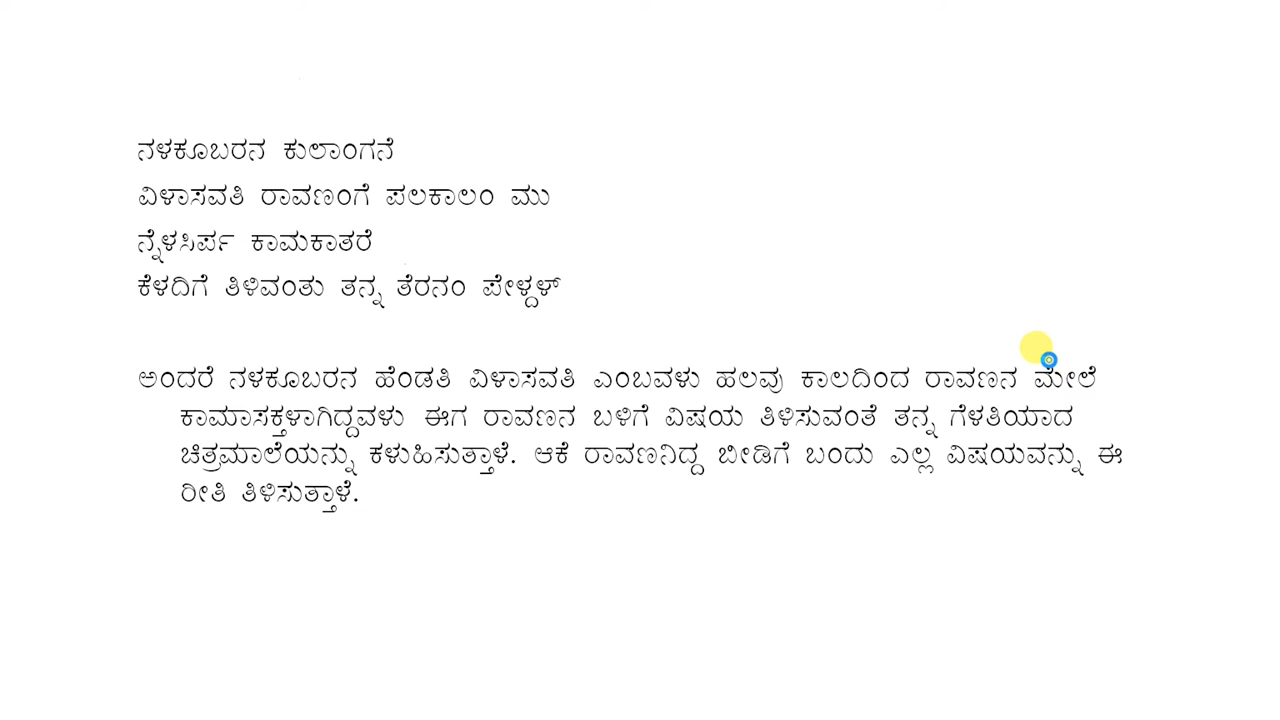 ನಳಕೂಬರನ ಕುಲಾಂಗನೆ
ವಿಳಾಸವತಿ ರಾವಣಂಗೆ ಪಲಕಾಲಂ ಮು
ನ್ನೆಳಸಿರ್ಪ ಕಾಮಕಾತರೆ
ಕೆಳದಿಗೆ ತಿಳಿವಂತು ತನ್ನ ತೆರನಂ ಪೇಳ್ದಳ್
ಅಂದರೆ ನಳಕೂಬರನ ಹೆಂಡತಿ ವಿಳಾಸವತಿ ಎಂಬವಳು ಹಲವು ಕಾಲದಿಂದ ರಾವಣನ ಮೇಲೆ
ಕಾಮಾಸಕ್ತಳಾಗಿದ್ದವಳು ಈಗ ರಾವಣನ ಬಳಿಗೆ ವಿಷಯ ತಿಳಿಸುವಂತೆ ತನ್ನ ಗೆಳತಿಯಾದ
ಚಿತ್ರಮಾಲೆಯನ್ನು ಕಳುಹಿಸುತ್ತಾಳೆ. ಆಕೆ ರಾವಣನಿದ್ದ ಬೀಡಿಗೆ ಬಂದು ಎಲ್ಲ ವಿಷಯವನ್ನು ಈ
ರೀತಿ ತಿಳಿಸುತ್ತಾಳೆ.